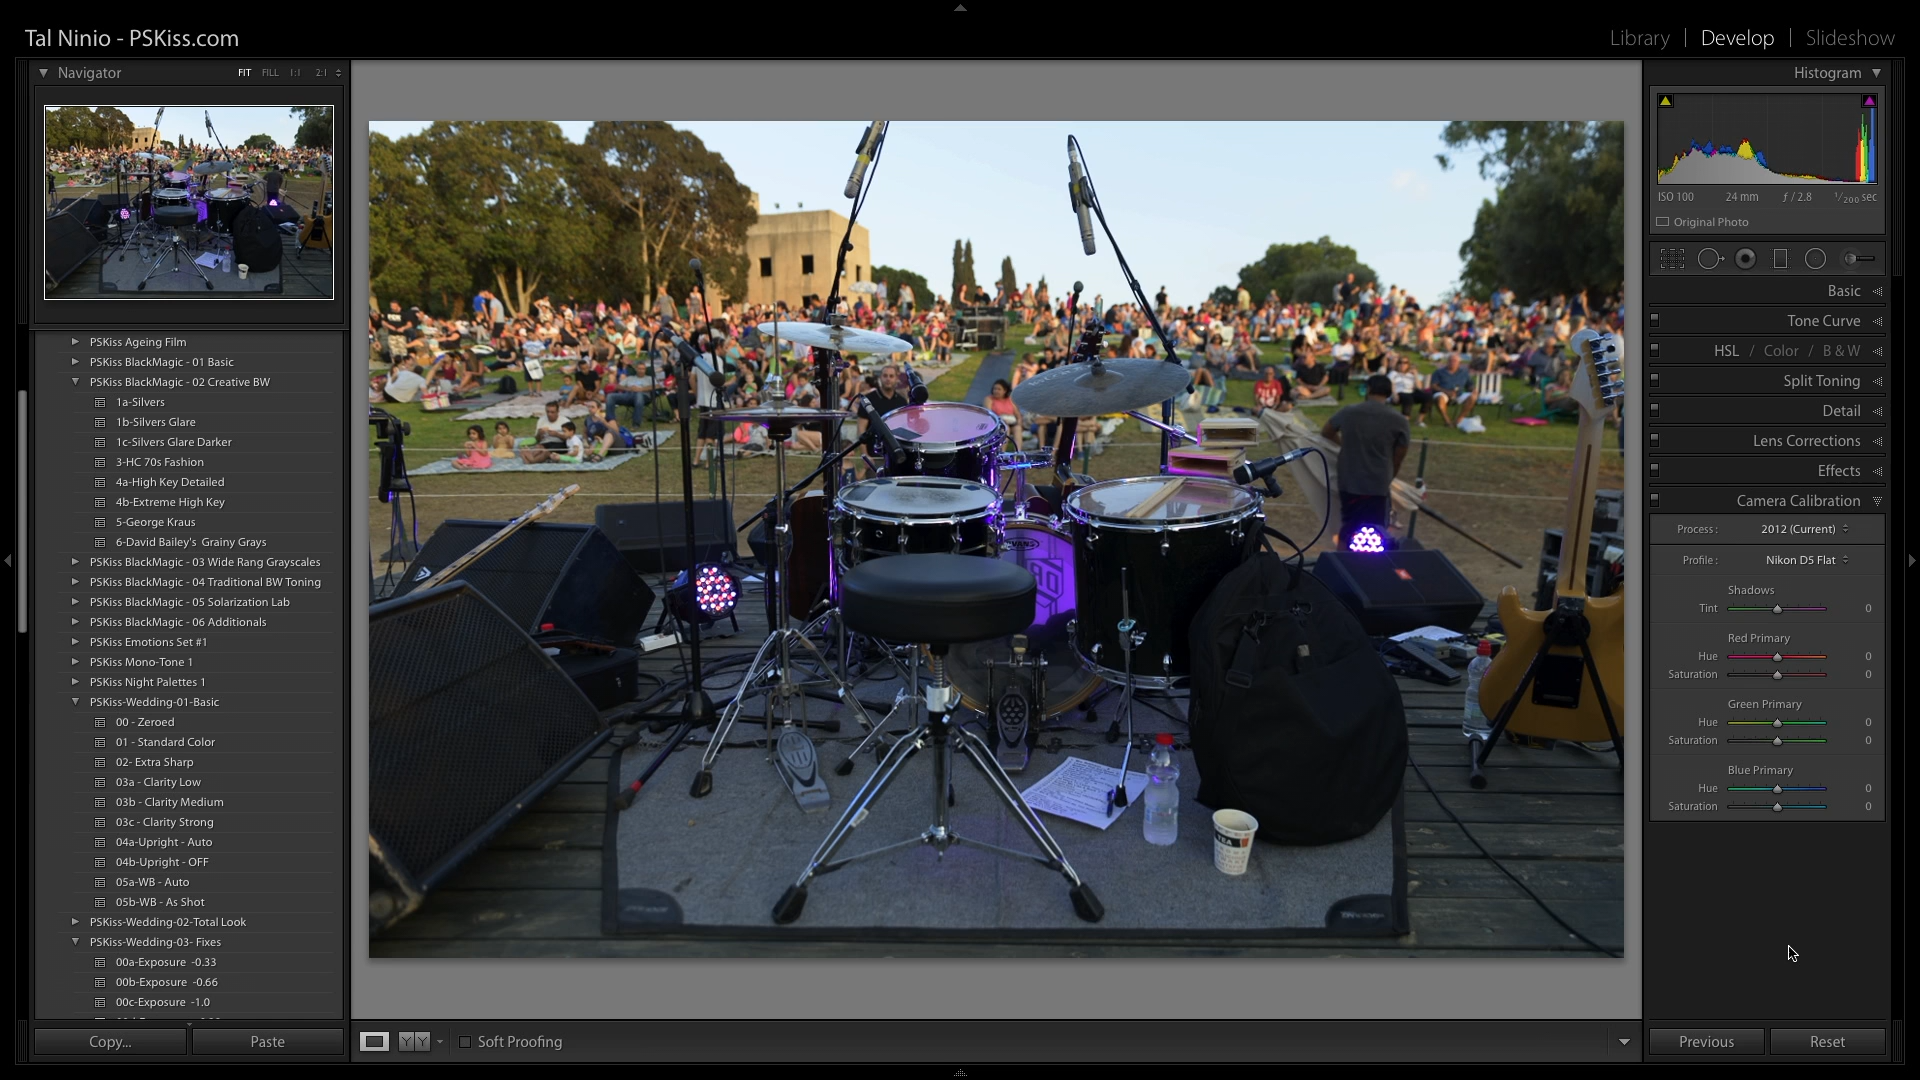 Tal Ninio - PSKiss.com
Library | Develop | Slideshow
Navigator FIT FILL 1:1 2:1
PSKiss Ageing Film
PSKiss BlackMagic - 01 Basic
PSKiss BlackMagic - 02 Creative BW
1a-Silvers
1b-Silvers Glare
1c-Silvers Glare Darker
3-HC 70s Fashion
4a-High Key Detailed
4b-Extreme High Key
5-George Kraus
6-David Bailey's Grainy Grays
PSKiss BlackMagic - 03 Wide Rang Grayscales
PSKiss BlackMagic - 04 Traditional BW Toning
PSKiss BlackMagic - 05 Solarization Lab
PSKiss BlackMagic - 06 Additionals
PSKiss Emotions Set #1
PSKiss Mono-Tone 1
PSKiss Night Palettes 1
PSKiss-Wedding-01-Basic
00 - Zeroed
01 - Standard Color
02- Extra Sharp
03a - Clarity Low
03b - Clarity Medium
03c - Clarity Strong
04a-Upright - Auto
04b-Upright - OFF
05a-WB - Auto
05b-WB - As Shot
PSKiss-Wedding-02-Total Look
PSKiss-Wedding-03- Fixes
00a-Exposure -0.33
00b-Exposure -0.66
00c-Exposure -1.0
Copy... Paste
EVANS
TEA
Y Y Soft Proofing
Histogram
ISO 100 24 mm ƒ / 2.8 1/200 sec
Original Photo
Basic
Tone Curve
HSL / Color / B & W
Split Toning
Detail
Lens Corrections
Effects
Camera Calibration
Process : 2012 (Current)
Profile : Nikon D5 Flat
Shadows
Tint 0
Red Primary
Hue 0
Saturation 0
Green Primary
Hue 0
Saturation 0
Blue Primary
Hue 0
Saturation 0
Previous Reset